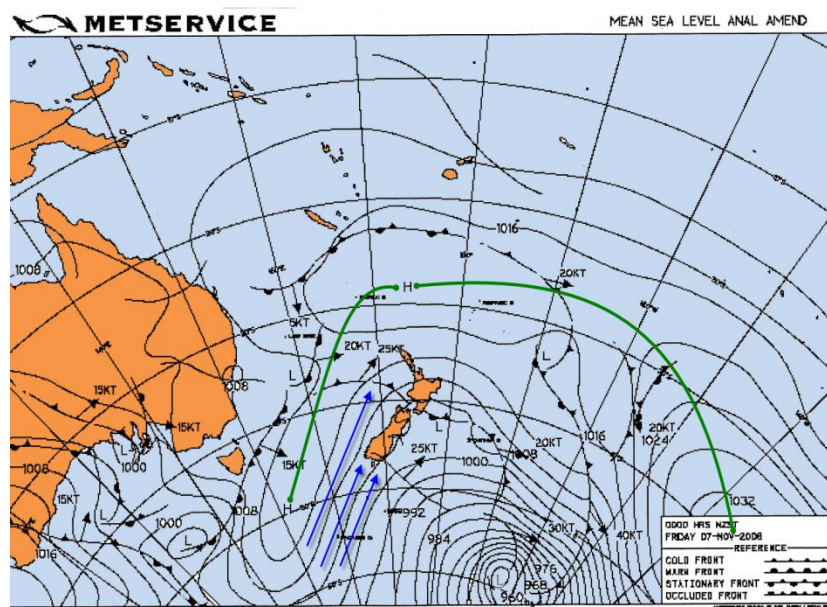 METSERVICE
MEAN SEA LEVEL ANAL AMEND
1008
1016
20KT
5KT
20KT
25KT
H
L
L
1008
15KT
15KT
15KT
20KT
1024
1016
L
25KT
20KT
1008
1000
L
1000
1008
15KT
L
1000
L
1008
H
992
984
1032
30KT
40KT
976
968
L
960
1016
0000 HRS NZST
FRIDAY 07-NOV-2008
REFERENCE
COLD FRONT
WARM FRONT
STATIONARY FRONT
OCCLUDED FRONT